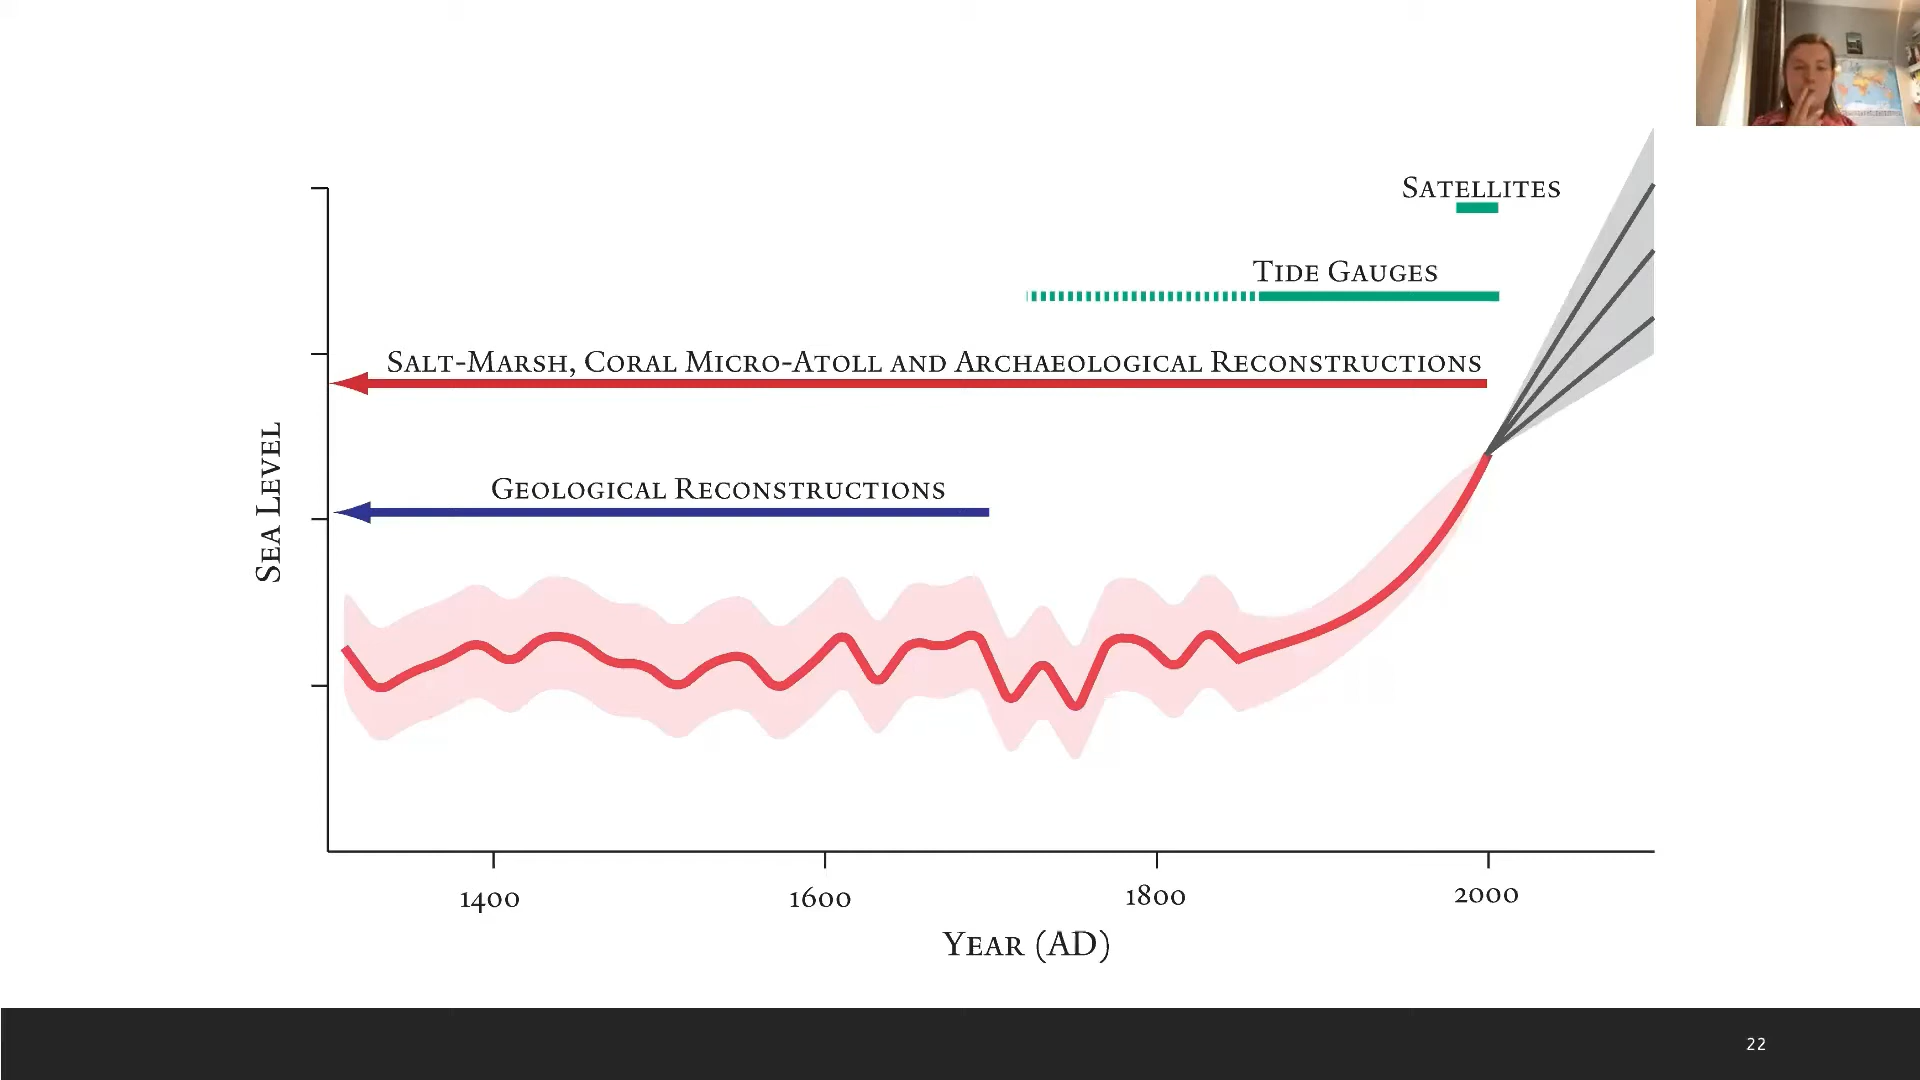 Satellites
Tide Gauges
Salt-Marsh, Coral Micro-Atoll and Archaeological Reconstructions
Geological Reconstructions
Sea Level
1400
1600
1800
2000
Year (AD)
22